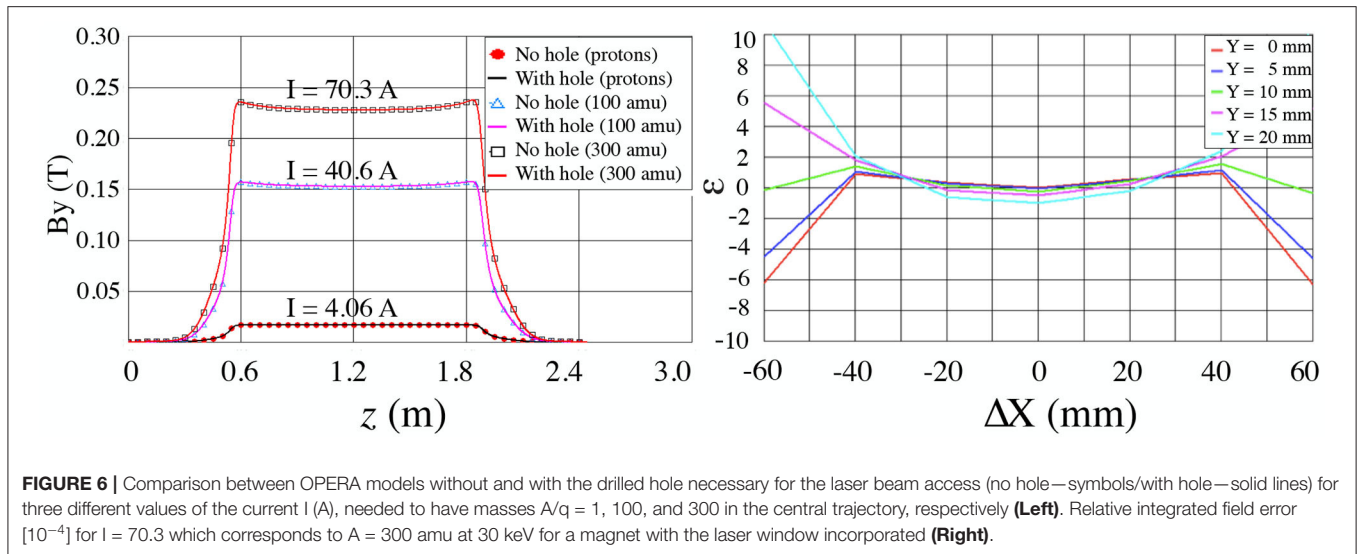 0.30
0.25
0.20
0.15
0.10
0.05
By (T)
I = 70.3 A
I = 40.6 A
I = 4.06 A
No hole (protons)
With hole (protons)
No hole (100 amu)
With hole (100 amu)
No hole (300 amu)
With hole (300 amu)
0 0.6 1.2 1.8 2.4 3.0
z (m)
10
8
6
4
2
0
-2
-4
-6
-8
-10
ε
Y = 0 mm
Y = 5 mm
Y = 10 mm
Y = 15 mm
Y = 20 mm
-60 -40 -20 0 20 40 60
ΔX (mm)
FIGURE 6 | Comparison between OPERA models without and with the drilled hole necessary for the laser beam access (no hole—symbols/with hole—solid lines) for
three different values of the current I (A), needed to have masses A/q = 1, 100, and 300 in the central trajectory, respectively (Left). Relative integrated field error
[10⁻⁴] for I = 70.3 which corresponds to A = 300 amu at 30 keV for a magnet with the laser window incorporated (Right).